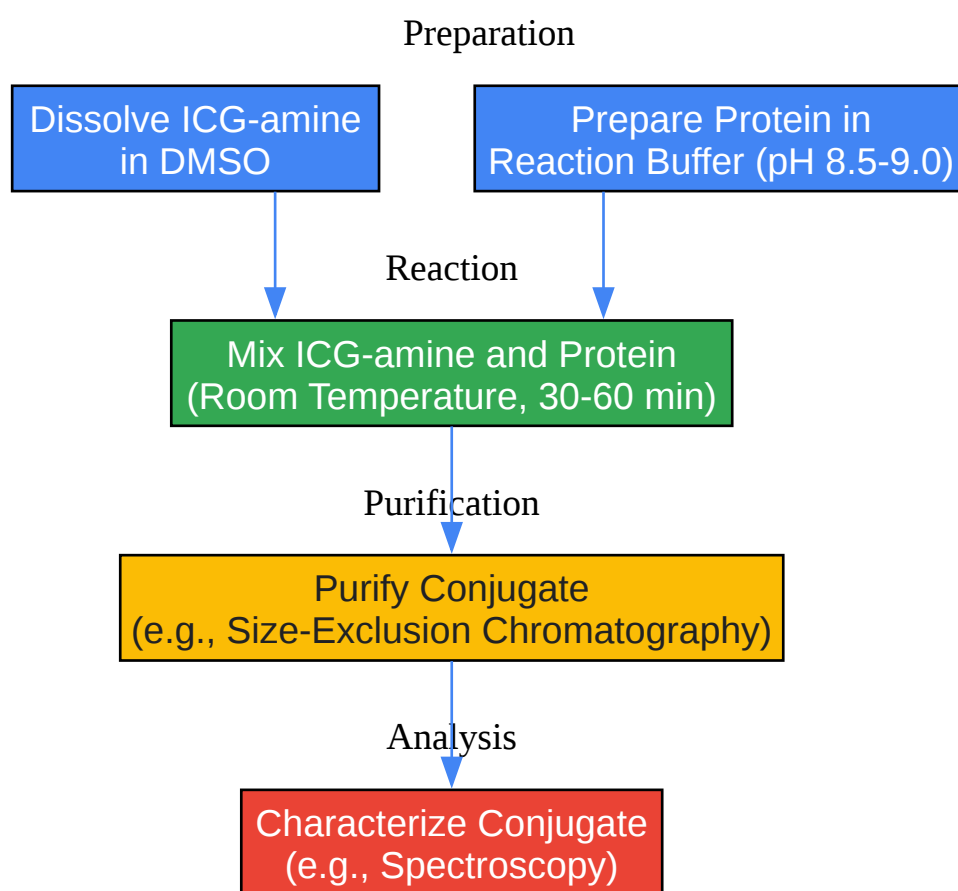 Preparation
Dissolve ICG-amine
in DMSO
Prepare Protein in
Reaction Buffer (pH 8.5-9.0)
Reaction
Mix ICG-amine and Protein
(Room Temperature, 30-60 min)
Purification
Purify Conjugate
(e.g., Size-Exclusion Chromatography)
Analysis
Characterize Conjugate
(e.g., Spectroscopy)